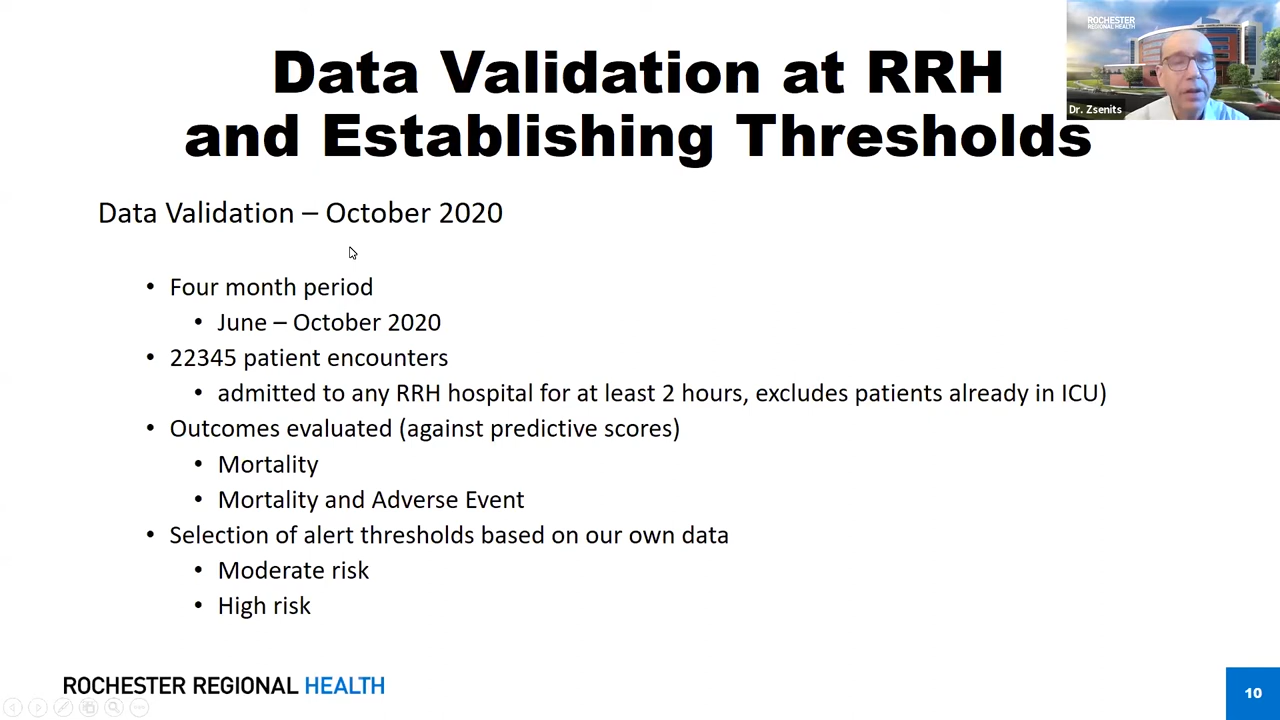 Data Validation at RRH
and Establishing Thresholds
ROCHESTER
REGIONAL HEALTH
Dr. Zsenits
Data Validation – October 2020
• Four month period
• June – October 2020
• 22345 patient encounters
• admitted to any RRH hospital for at least 2 hours, excludes patients already in ICU)
• Outcomes evaluated (against predictive scores)
• Mortality
• Mortality and Adverse Event
• Selection of alert thresholds based on our own data
• Moderate risk
• High risk
ROCHESTER REGIONAL HEALTH
10